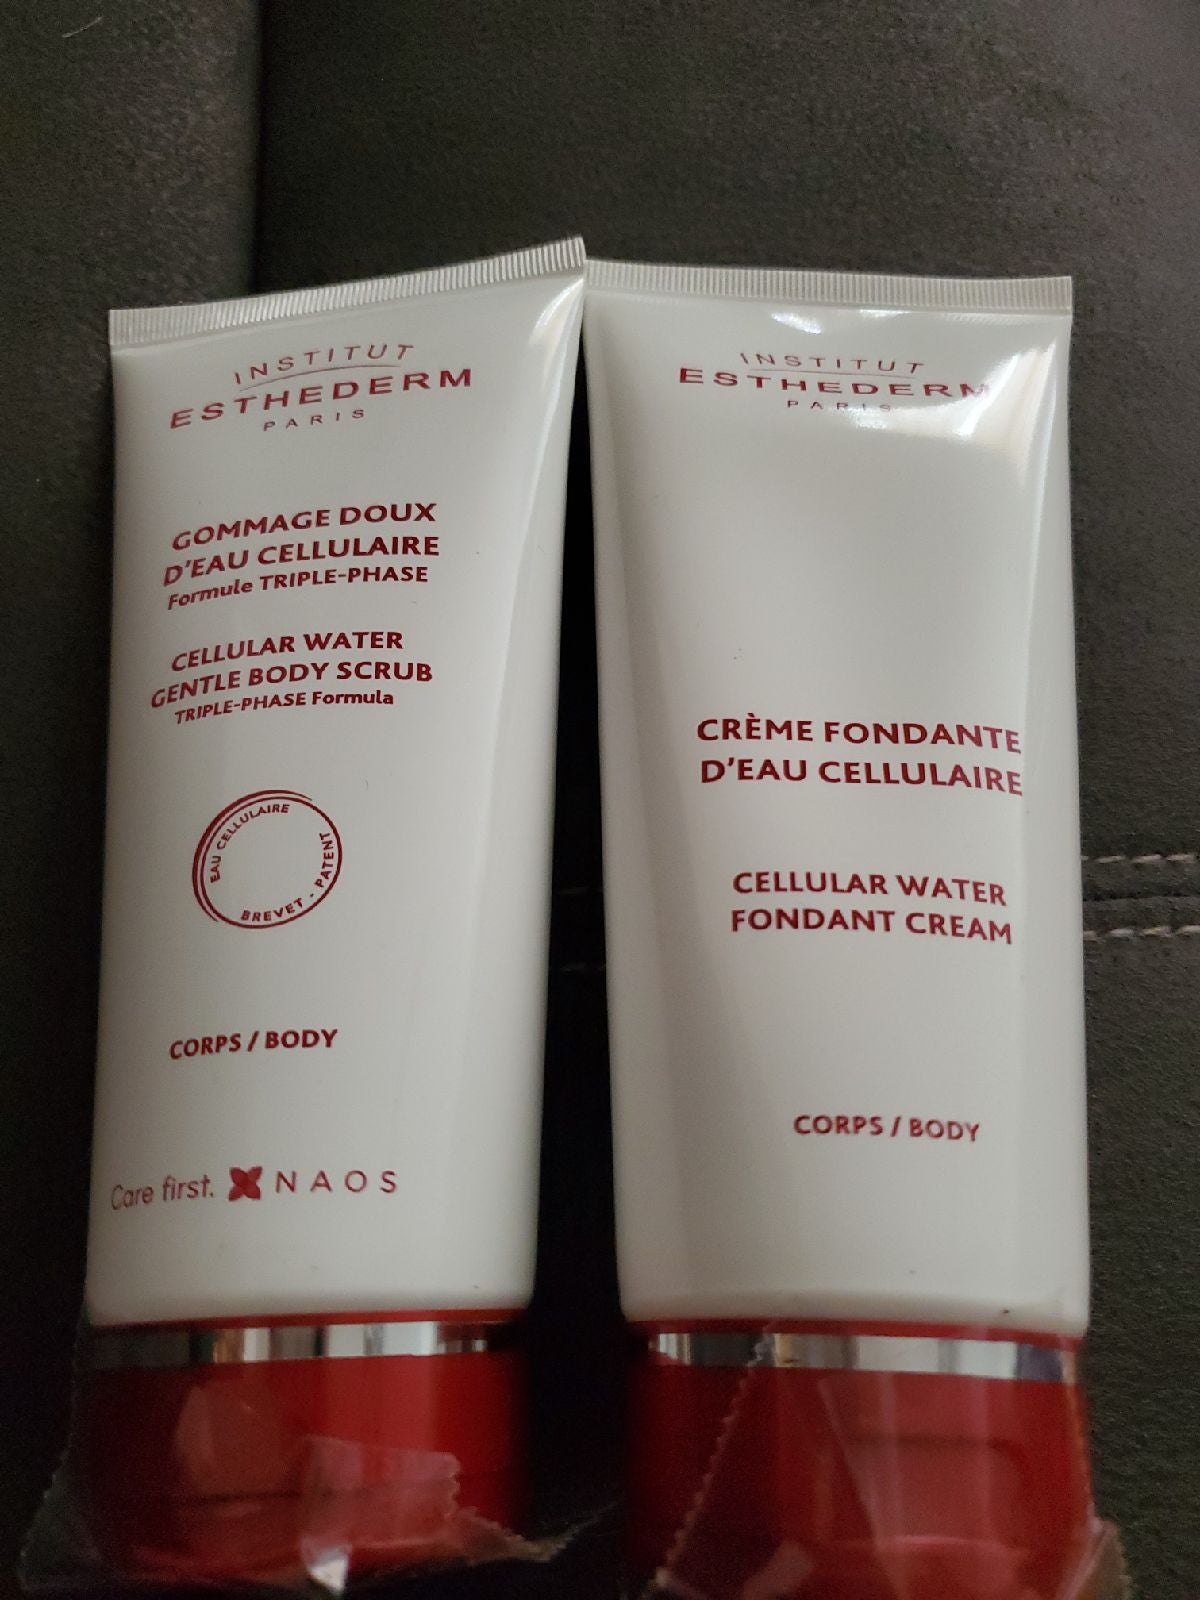 INSTITUT
ESTHEDERM
PARIS
GOMMAGE DOUX
D'EAU CELLULAIRE
Formule TRIPLE-PHASE
CELLULAR WATER
GENTLE BODY SCRUB
TRIPLE-PHASE Formula
EAU CELLULAIRE
BREVET - PATENT
CORPS / BODY
Care first. NAOS
INSTITUT
ESTHEDERM
PARIS
CRÈME FONDANTE
D'EAU CELLULAIRE
CELLULAR WATER
FONDANT CREAM
CORPS / BODY